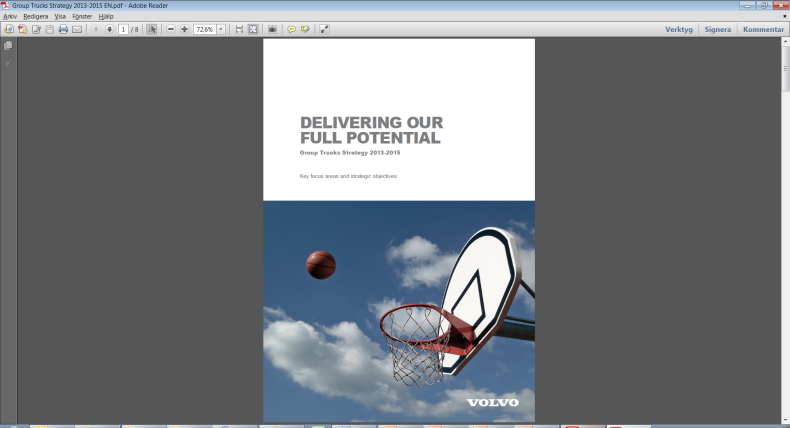 Group Trucks Strategy 2013-2015 EN.pdf - Adobe Reader
Arkiv Redigera Visa Fönster Hjälp
1 / 8 72,6% Verktyg Signera Kommentar
DELIVERING OUR
FULL POTENTIAL
Group Trucks Strategy 2013-2015
Key focus areas and strategic objectives
VOLVO